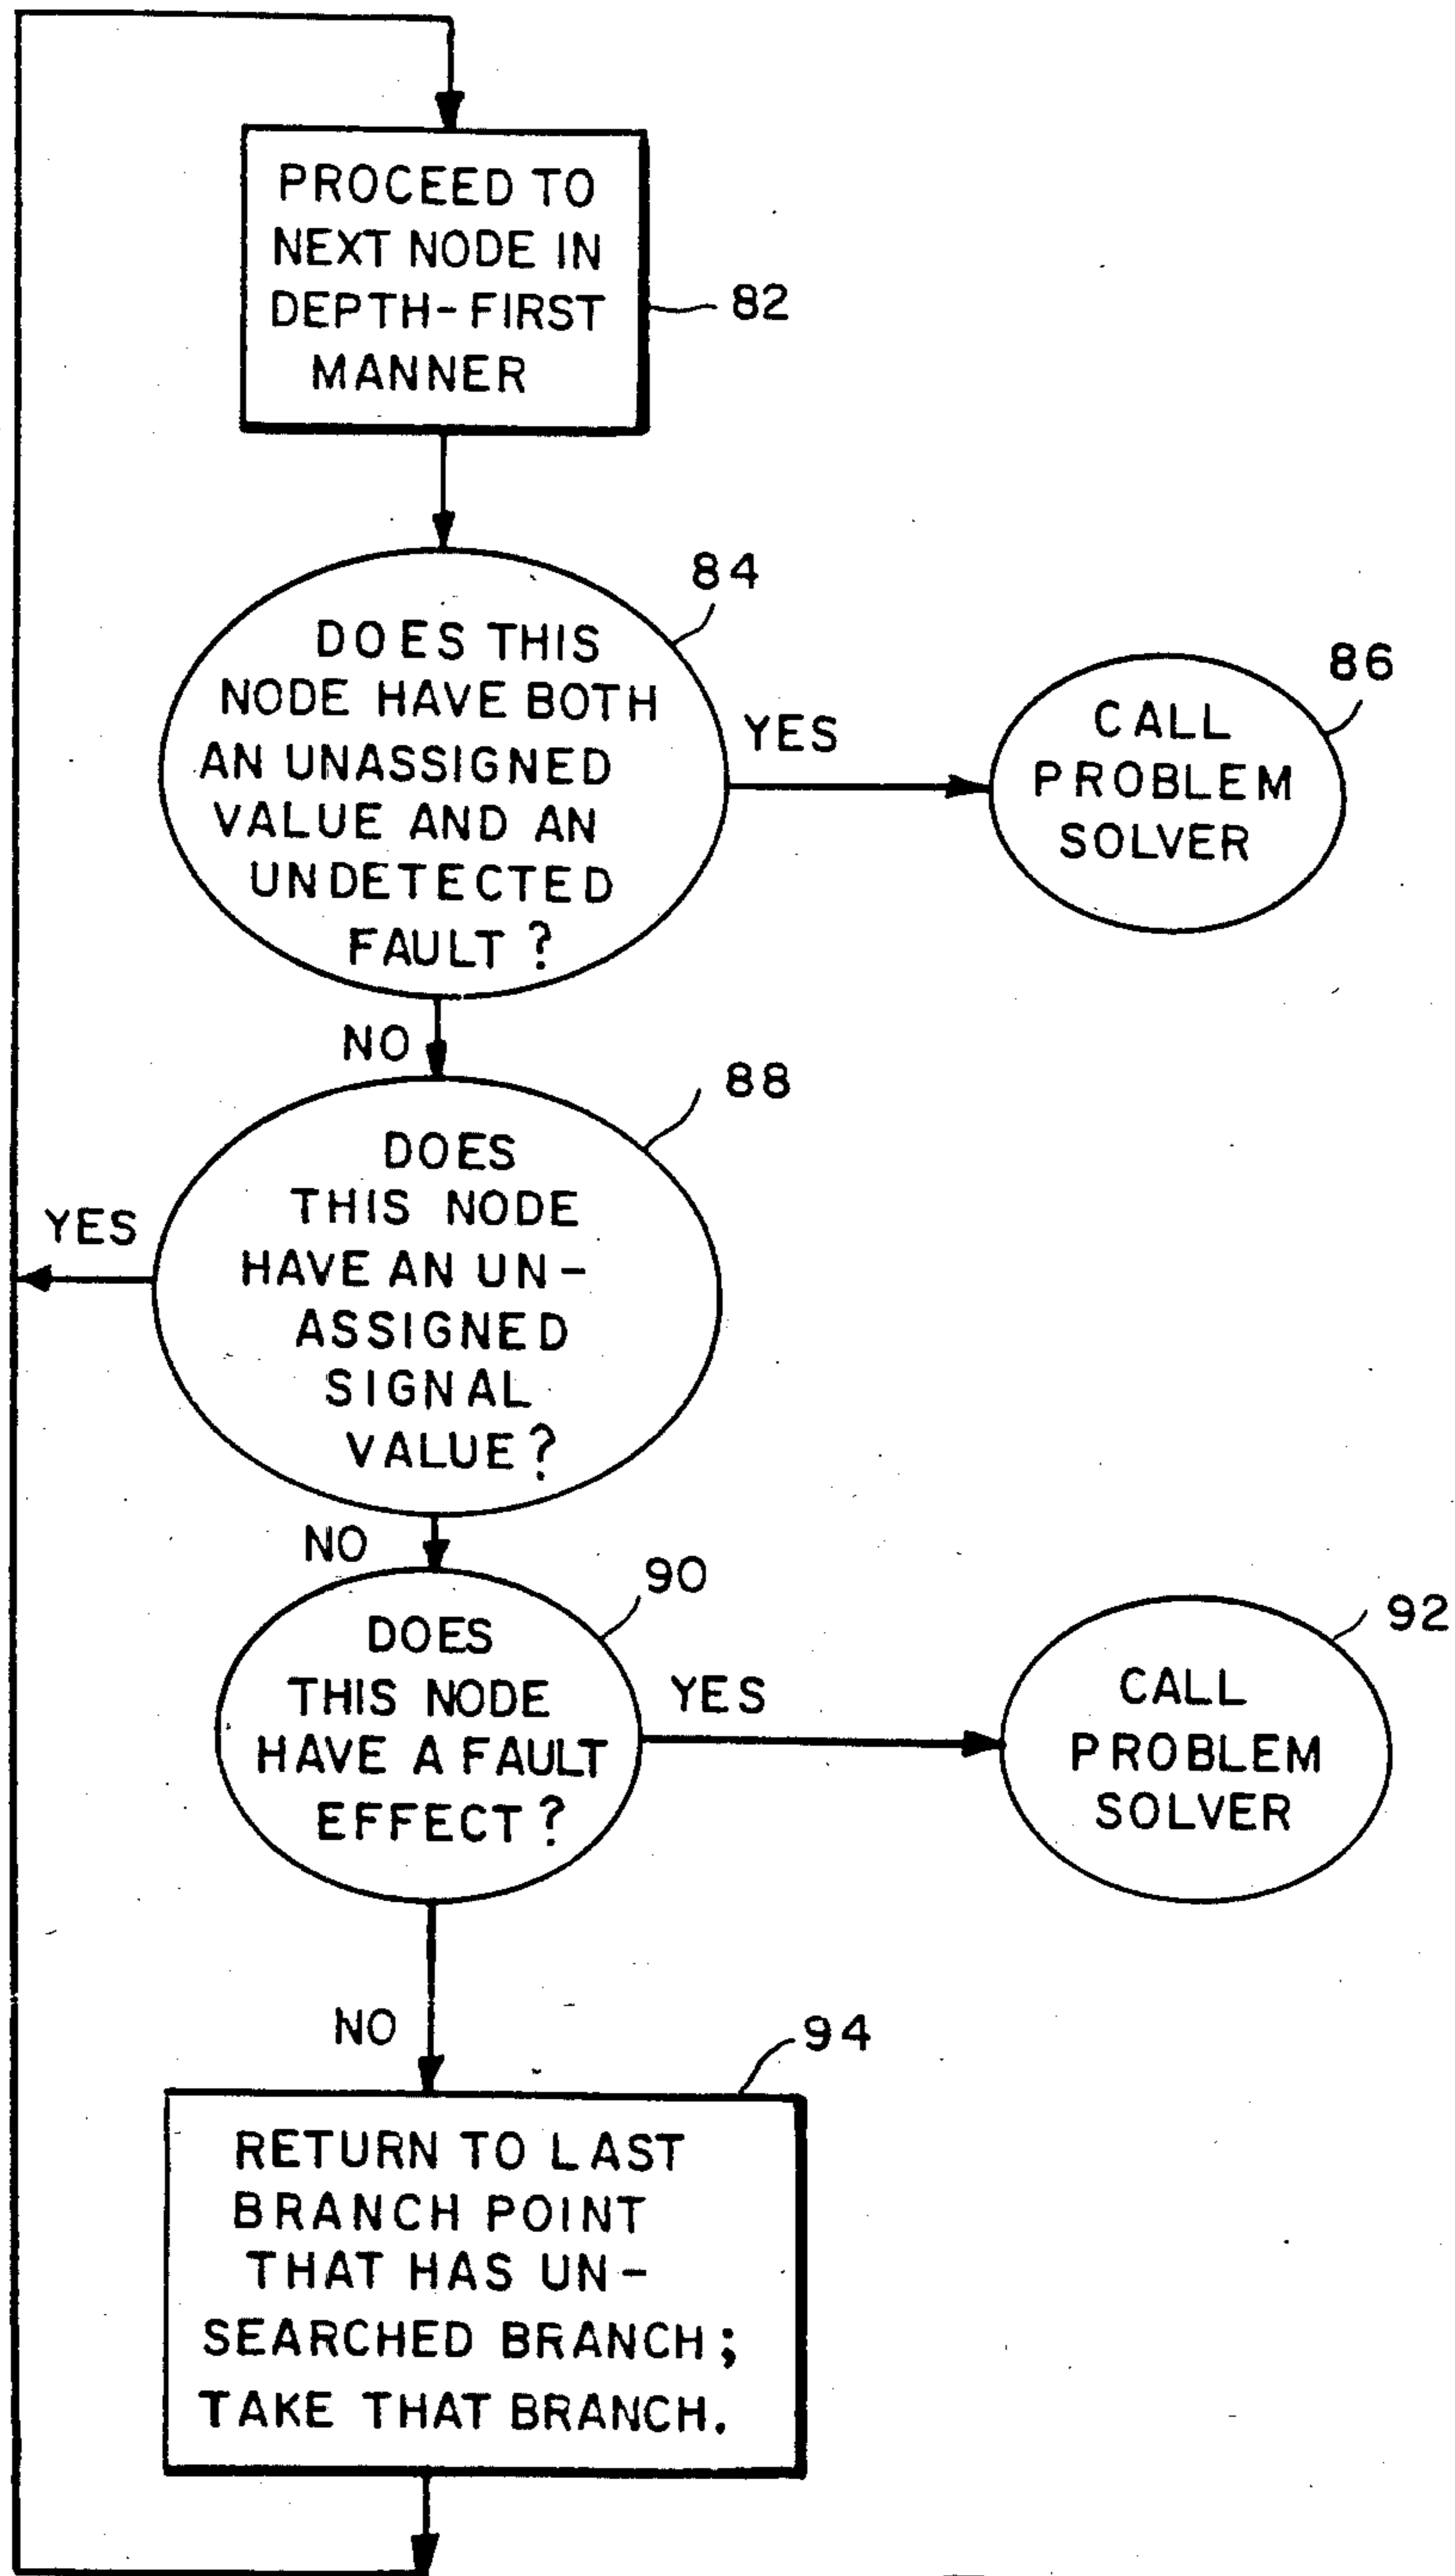 PROCEED TO
NEXT NODE IN
DEPTH-FIRST
MANNER
82
84
DOES THIS
NODE HAVE BOTH
AN UNASSIGNED
VALUE AND AN
UNDETECTED
FAULT ?
YES
86
CALL
PROBLEM
SOLVER
NO
88
DOES
THIS NODE
HAVE AN UN-
ASSIGNED
SIGNAL
VALUE ?
YES
NO
90
DOES
THIS NODE
HAVE A FAULT
EFFECT ?
YES
92
CALL
PROBLEM
SOLVER
NO
94
RETURN TO LAST
BRANCH POINT
THAT HAS UN-
SEARCHED BRANCH;
TAKE THAT BRANCH.